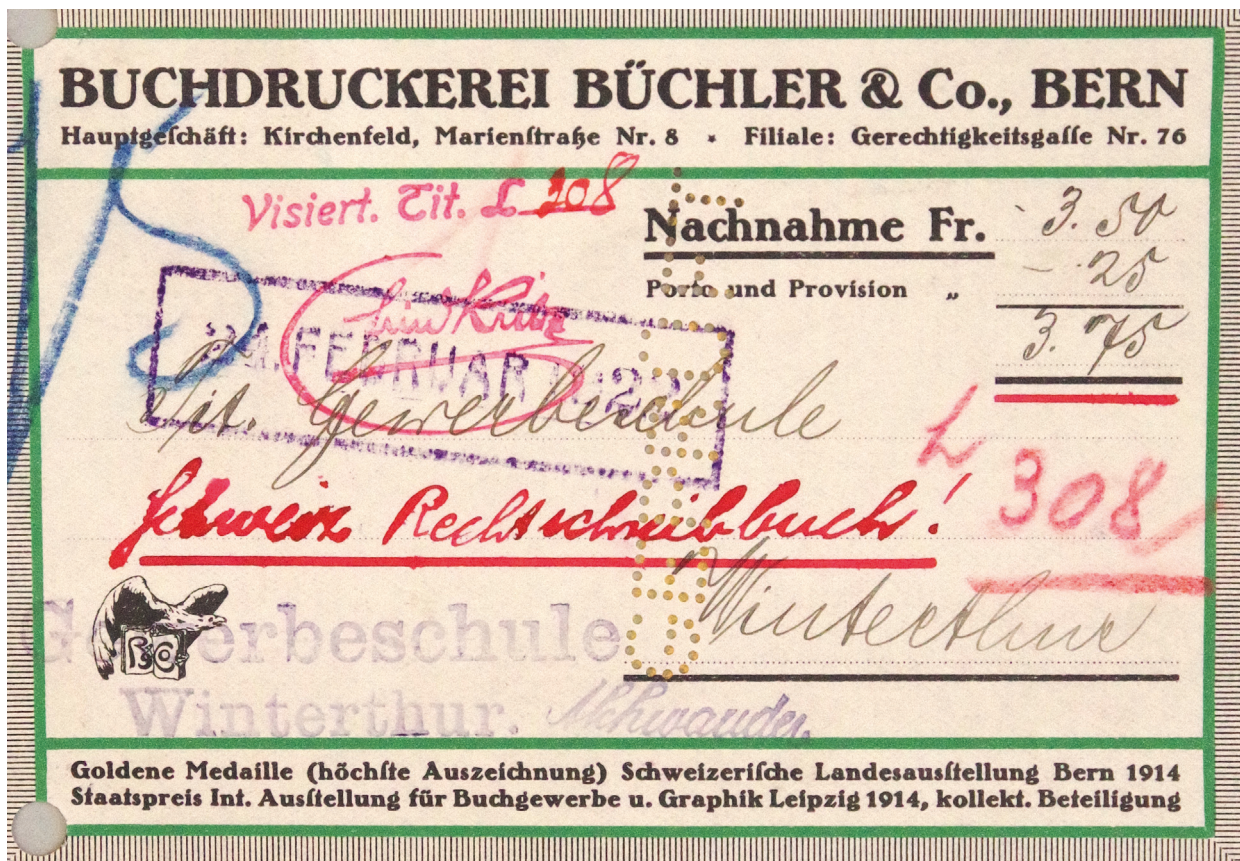 BUCHDRUCKEREI BÜCHLER & Co., BERN
Hauptgeſchäft: Kirchenfeld, Marienſtraße Nr. 8 * Filiale: Gerechtigkeitsgaſſe Nr. 76
Visiert. Tit. L 308
Nachnahme Fr. 3.50
Porto und Provision „ -.25
3.75
FEBRUAR
Tit. Gewerbeschule
L 308
Schweiz Rechtschreibbuch!
Winterthur
BC
Gewerbeschule
Winterthur. Schwander
Goldene Medaille (höchſte Auszeichnung) Schweizeriſche Landesausſtellung Bern 1914
Staatspreis Int. Ausſtellung für Buchgewerbe u. Graphik Leipzig 1914, kollekt. Beteiligung